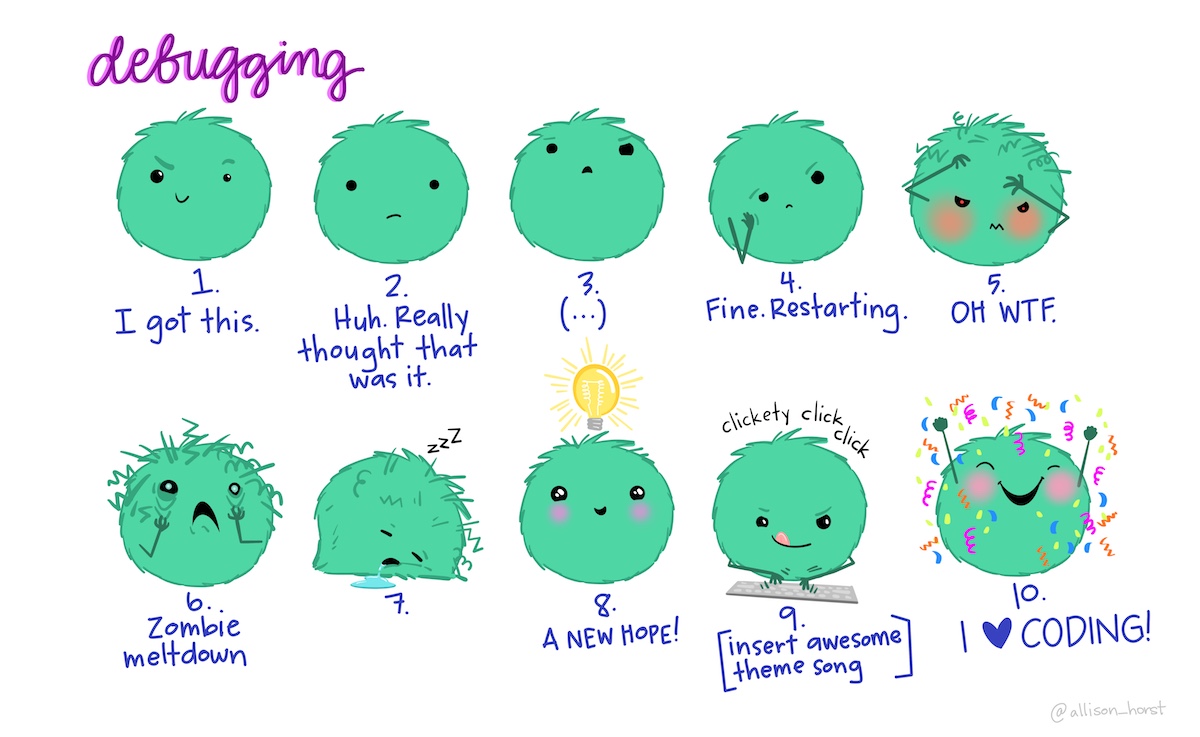 debugging
1.
I got this.
2.
Huh. Really
thought that
was it.
3.
(...)
4.
Fine. Restarting.
5.
OH WTF.
6.
Zombie
meltdown
zzZ
7.
8.
A NEW HOPE!
clickety click
click
9.
[insert awesome
theme song]
10.
I ♥ CODING!
@allison_horst